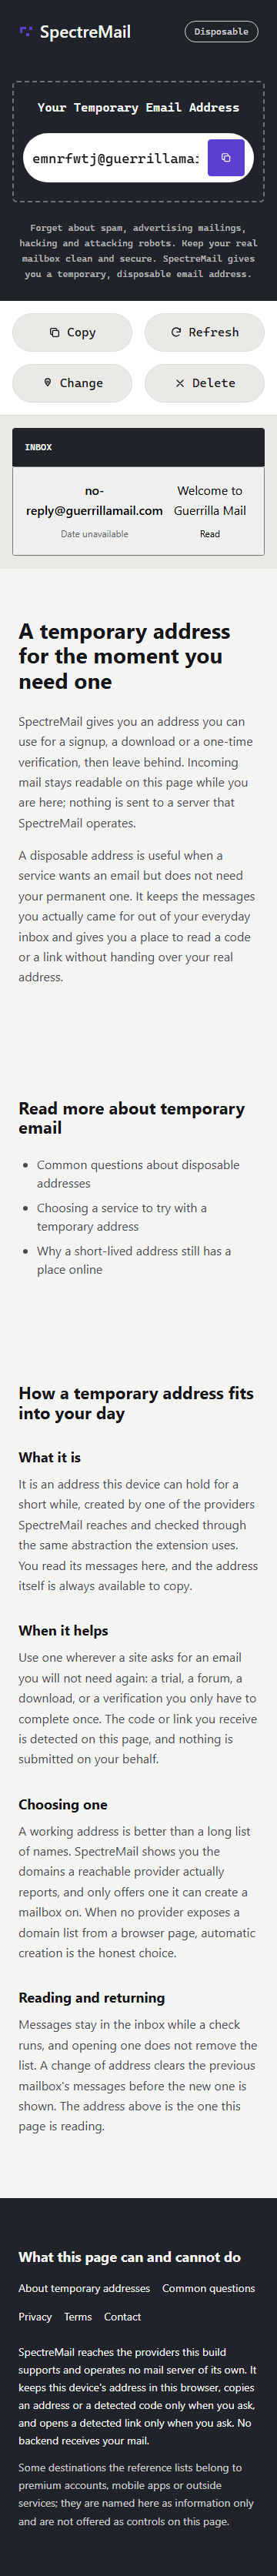 SpectreMail
Disposable
Your Temporary Email Address
emnrfwtj@guerrillamai
Forget about spam, advertising mailings,
hacking and attacking robots. Keep your real
mailbox clean and secure. SpectreMail gives
you a temporary, disposable email address.
Copy
Refresh
Change
Delete
INBOX
no-
reply@guerrillamail.com
Welcome to
Guerrilla Mail
Date unavailable
Read
A temporary address
for the moment you
need one
SpectreMail gives you an address you can
use for a signup, a download or a one-time
verification, then leave behind. Incoming
mail stays readable on this page while you
are here; nothing is sent to a server that
SpectreMail operates.
A disposable address is useful when a
service wants an email but does not need
your permanent one. It keeps the messages
you actually came for out of your everyday
inbox and gives you a place to read a code
or a link without handing over your real
address.
Read more about temporary
email
Common questions about disposable
addresses
Choosing a service to try with a
temporary address
Why a short-lived address still has a
place online
How a temporary address fits
into your day
What it is
It is an address this device can hold for a
short while, created by one of the providers
SpectreMail reaches and checked through
the same abstraction the extension uses.
You read its messages here, and the address
itself is always available to copy.
When it helps
Use one wherever a site asks for an email
you will not need again: a trial, a forum, a
download, or a verification you only have to
complete once. The code or link you receive
is detected on this page, and nothing is
submitted on your behalf.
Choosing one
A working address is better than a long list
of names. SpectreMail shows you the
domains a reachable provider actually
reports, and only offers one it can create a
mailbox on. When no provider exposes a
domain list from a browser page, automatic
creation is the honest choice.
Reading and returning
Messages stay in the inbox while a check
runs, and opening one does not remove the
list. A change of address clears the previous
mailbox's messages before the new one is
shown. The address above is the one this
page is reading.
What this page can and cannot do
About temporary addresses
Common questions
Privacy
Terms
Contact
SpectreMail reaches the providers this build
supports and operates no mail server of its own. It
keeps this device's address in this browser, copies
an address or a detected code only when you ask,
and opens a detected link only when you ask. No
backend receives your mail.
Some destinations the reference lists belong to
premium accounts, mobile apps or outside
services; they are named here as information only
and are not offered as controls on this page.